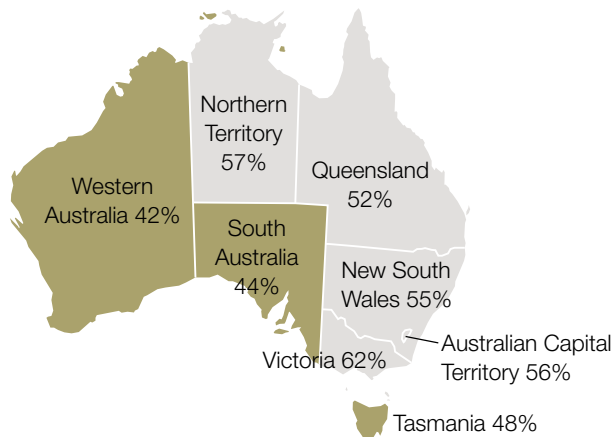 Northern
Territory
57%
Queensland
52%
Western
Australia 42%
South
Australia
44%
New South
Wales 55%
Australian Capital
Territory 56%
Victoria 62%
Tasmania 48%